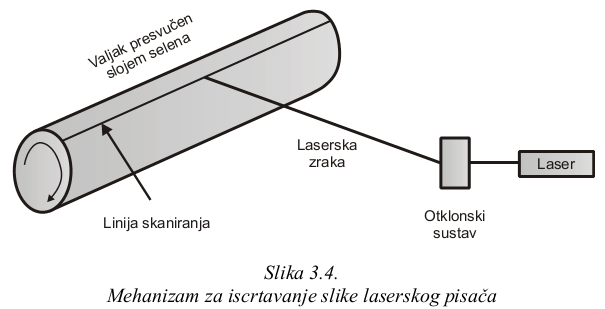 Valjak presvučen
slojem selena
Laserska
zraka
Laser
Linija skaniranja
Otklonski
sustav
Slika 3.4.
Mehanizam za iscrtavanje slike laserskog pisača